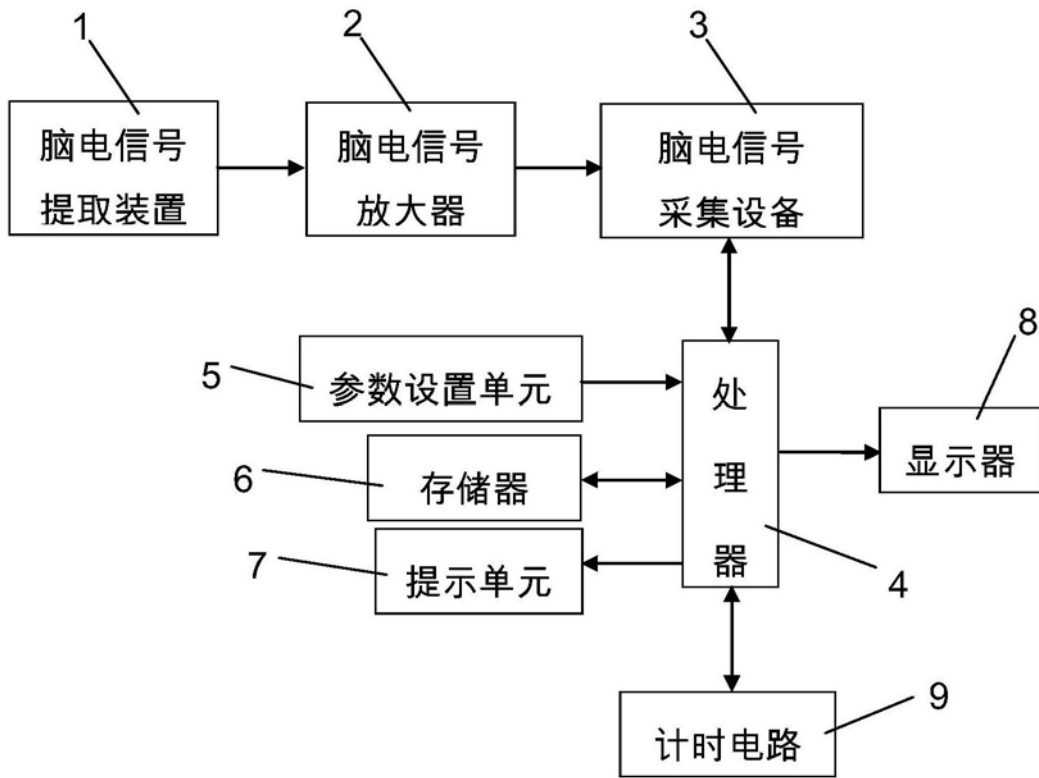 1
2
3
脑电信号
提取装置
脑电信号
放大器
脑电信号
采集设备
5
参数设置单元
6
存储器
7
提示单元
处
理
器
4
8
显示器
9
计时电路